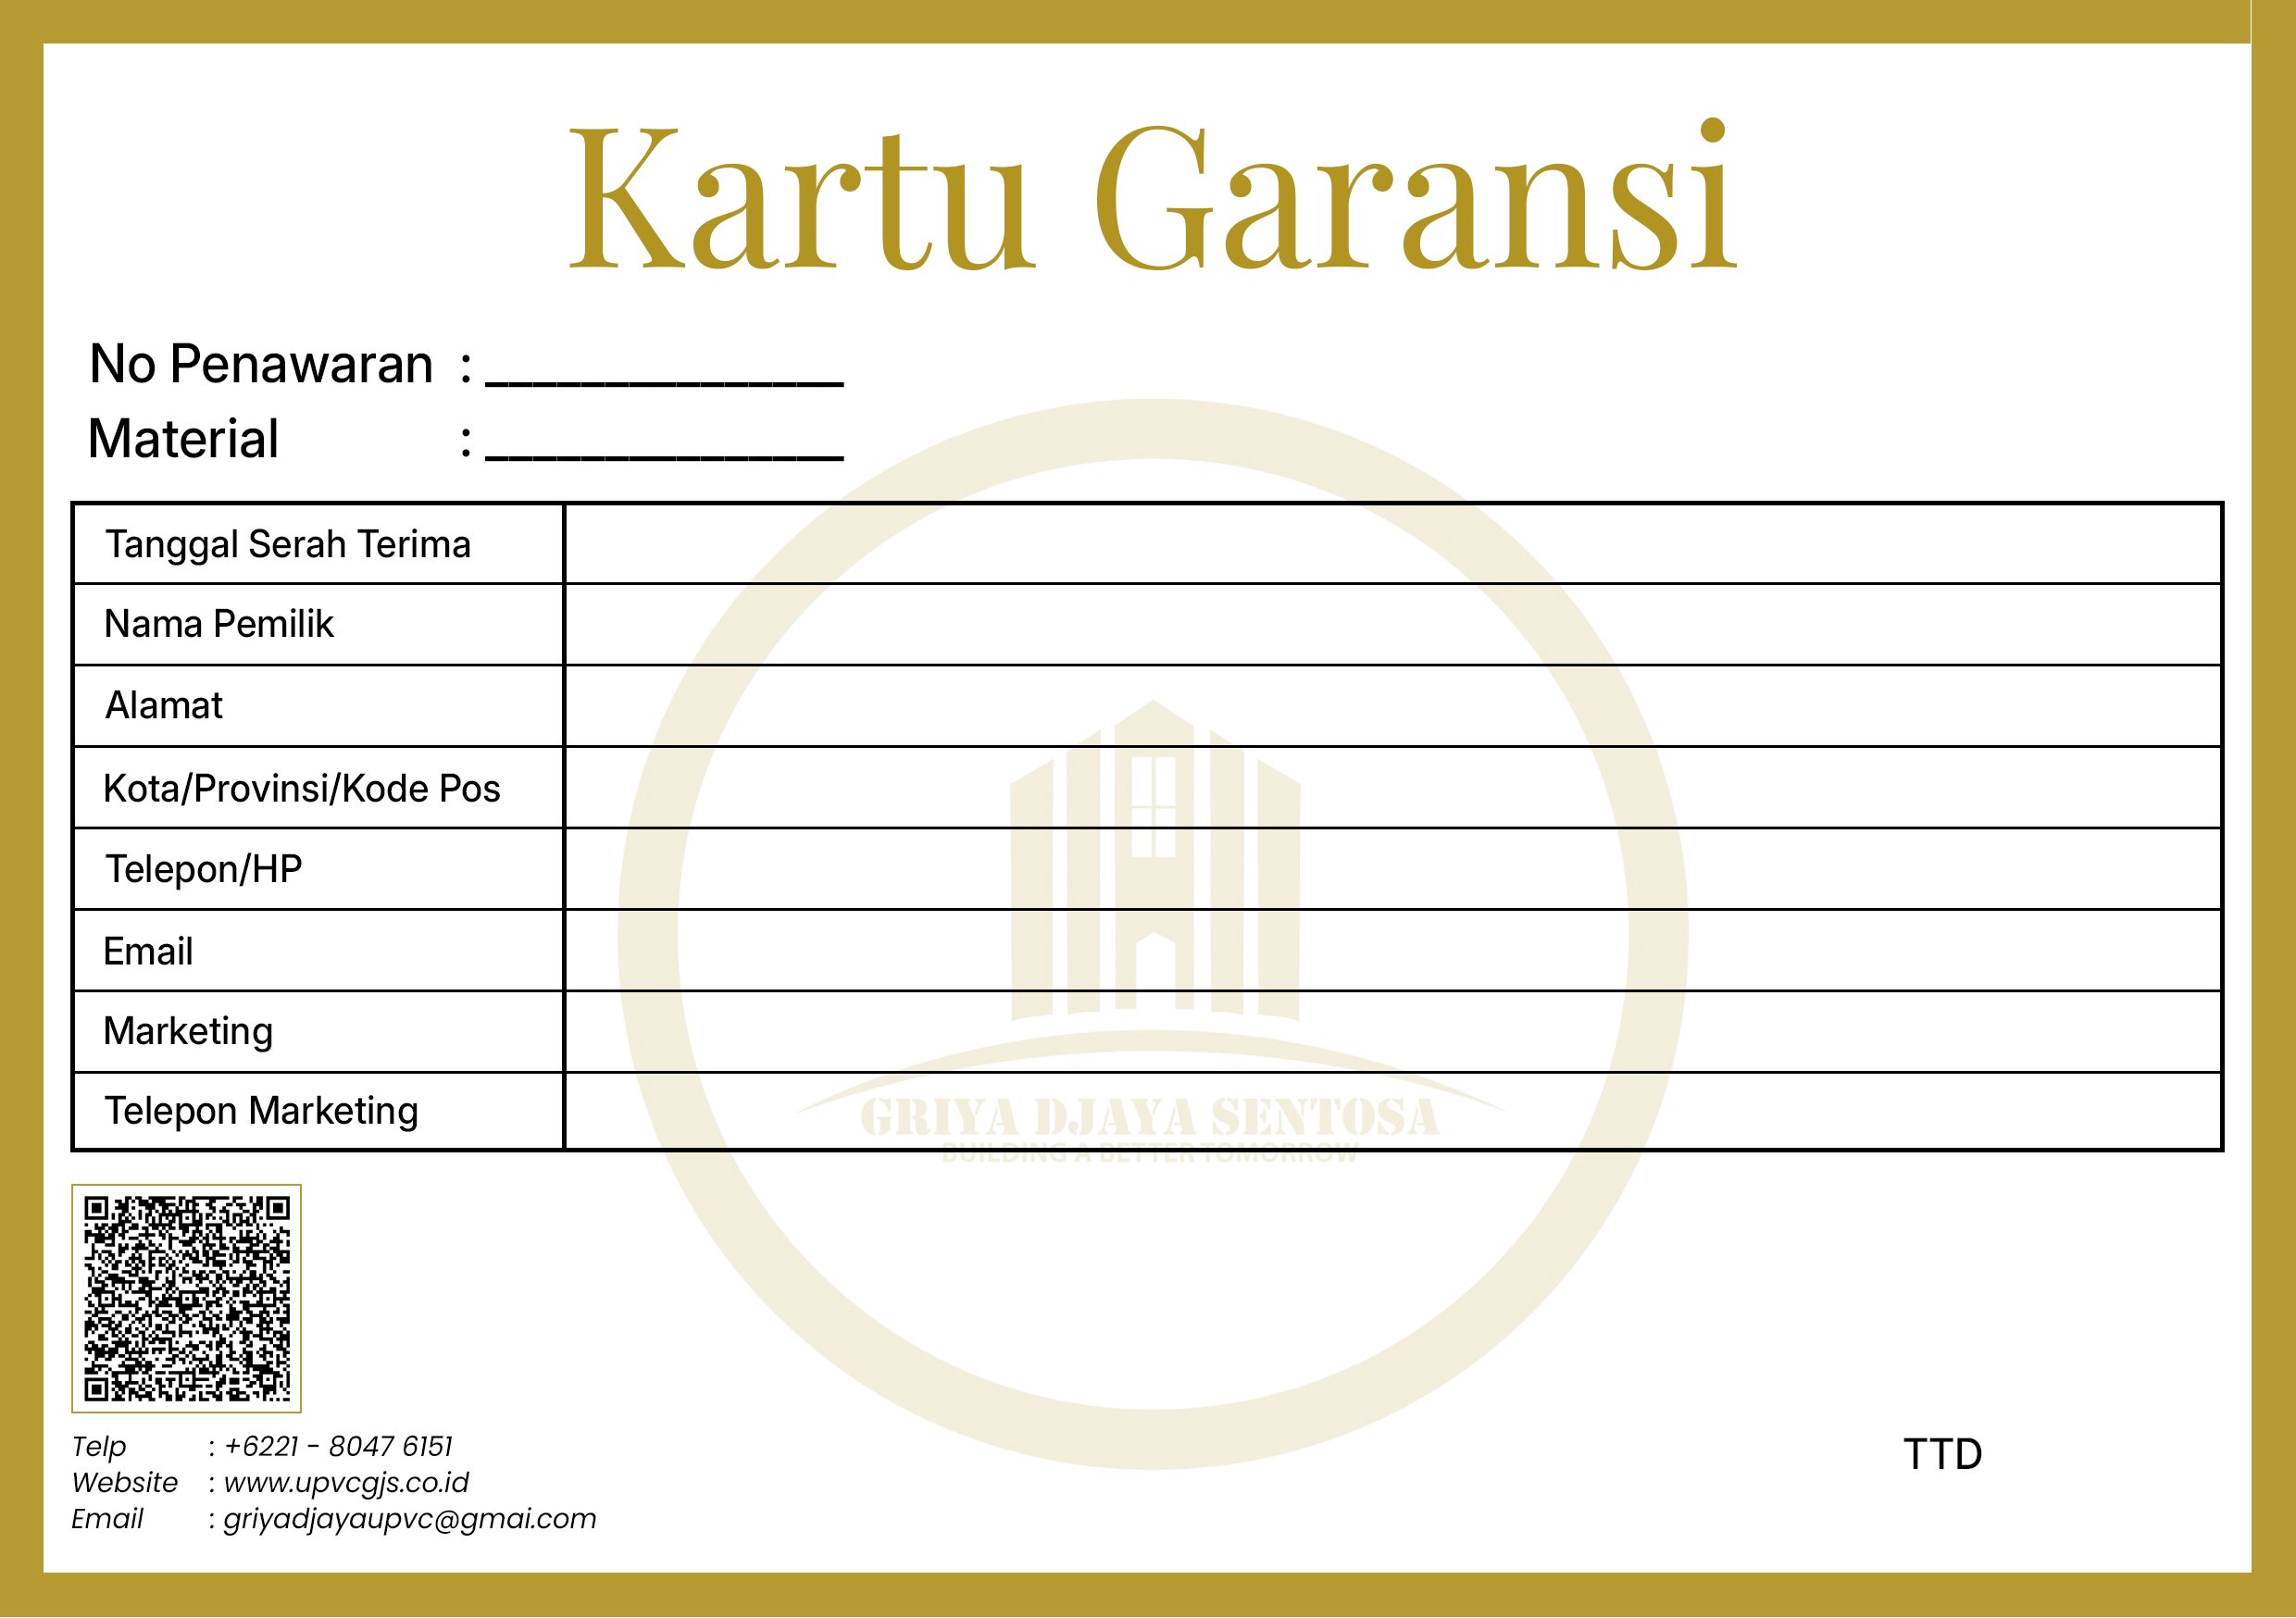 Kartu Garansi
No Penawaran : _______________
Material : _______________
Tanggal Serah Terima
Nama Pemilik
Alamat
Kota/Provinsi/Kode Pos
Telepon/HP
Email
Marketing
Telepon Marketing
GRIYA DJAYA SENTOSA
BUILDING A BETTER TOMORROW
Telp : +6221 - 8047 6151
Website : www.upvcgjs.co.id
Email : griyadjayaupvc@gmai.com
TTD